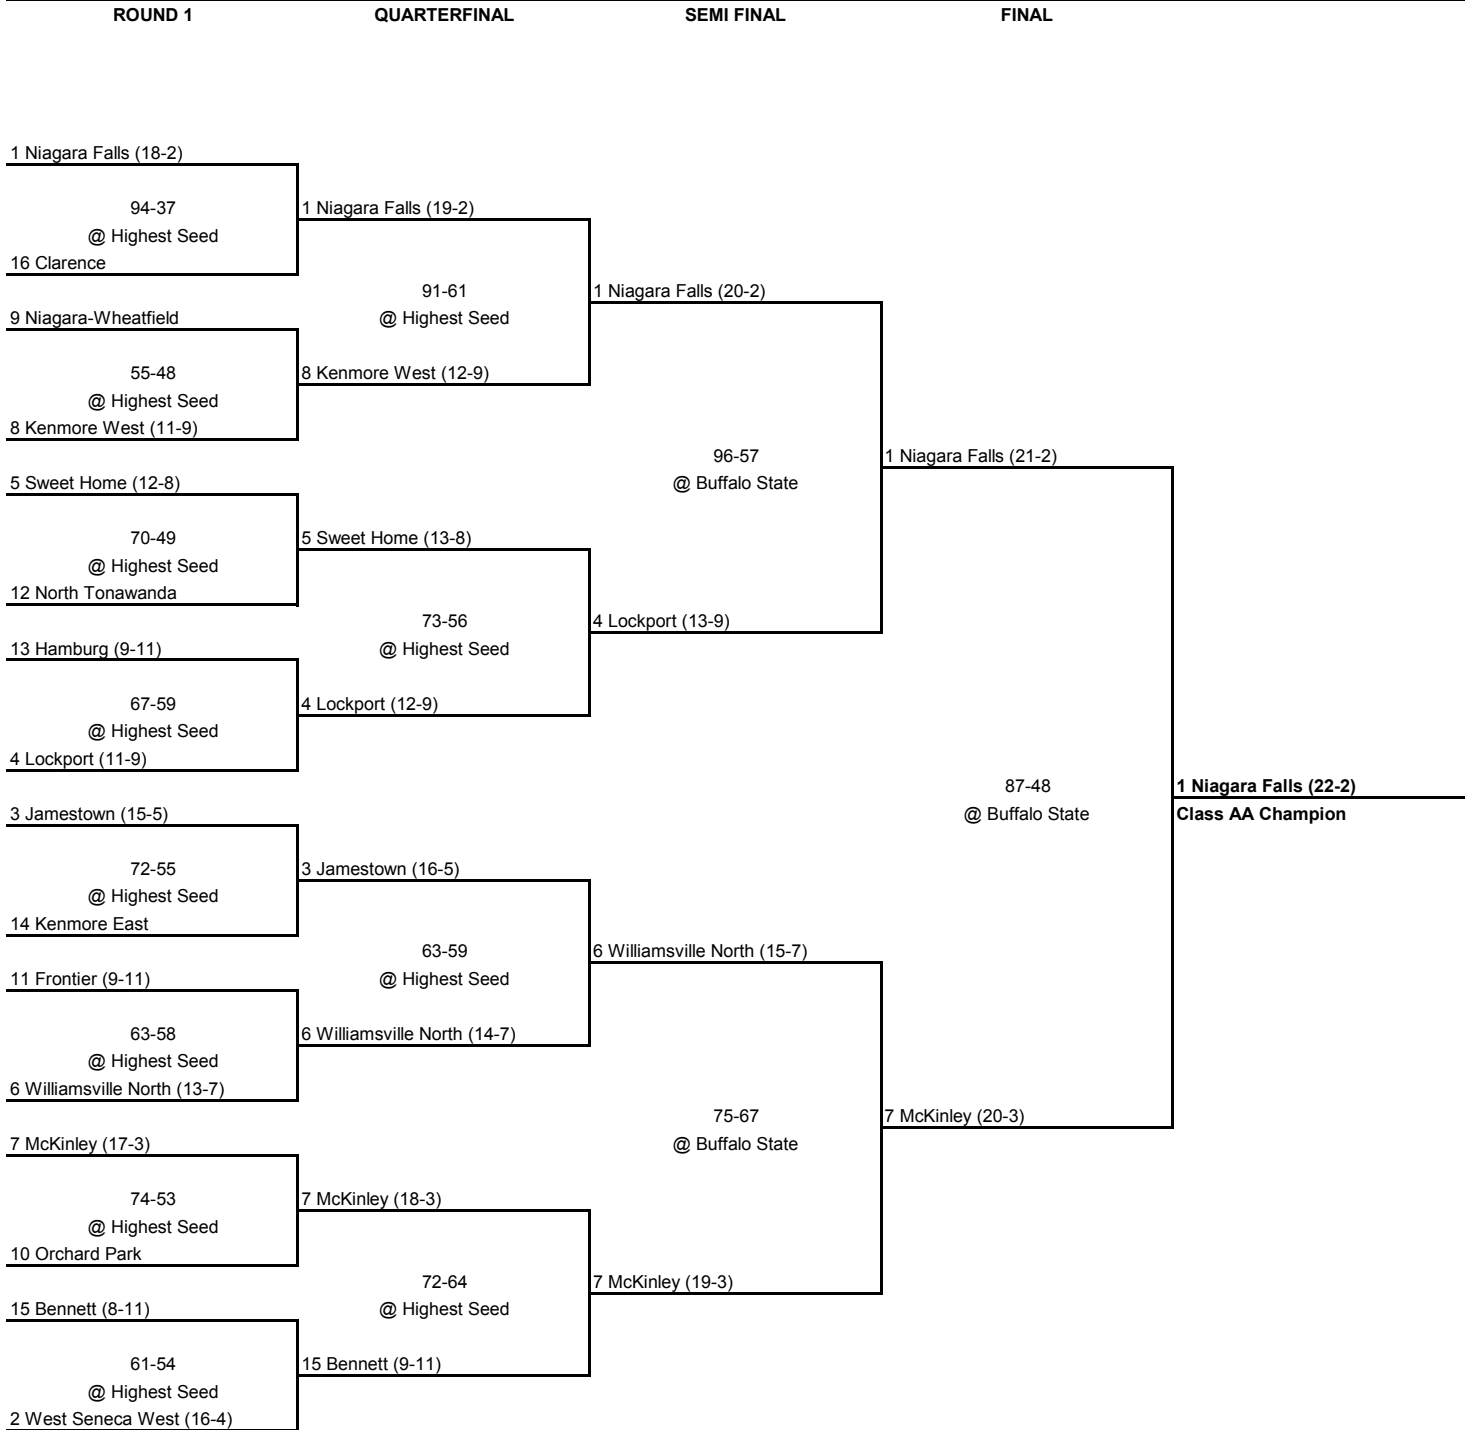 ROUND 1 QUARTERFINAL SEMI FINAL FINAL
1 Niagara Falls (18-2)
94-37 1 Niagara Falls (19-2)
@ Highest Seed
16 Clarence
91-61 1 Niagara Falls (20-2)
9 Niagara-Wheatfield @ Highest Seed
55-48 8 Kenmore West (12-9)
@ Highest Seed
8 Kenmore West (11-9)
96-57 1 Niagara Falls (21-2)
5 Sweet Home (12-8) @ Buffalo State
70-49 5 Sweet Home (13-8)
@ Highest Seed
12 North Tonawanda
73-56 4 Lockport (13-9)
13 Hamburg (9-11) @ Highest Seed
67-59 4 Lockport (12-9)
@ Highest Seed
4 Lockport (11-9)
87-48 1 Niagara Falls (22-2)
3 Jamestown (15-5) @ Buffalo State Class AA Champion
72-55 3 Jamestown (16-5)
@ Highest Seed
14 Kenmore East
63-59 6 Williamsville North (15-7)
11 Frontier (9-11) @ Highest Seed
63-58 6 Williamsville North (14-7)
@ Highest Seed
6 Williamsville North (13-7)
75-67 7 McKinley (20-3)
7 McKinley (17-3) @ Buffalo State
74-53 7 McKinley (18-3)
@ Highest Seed
10 Orchard Park
72-64 7 McKinley (19-3)
15 Bennett (8-11) @ Highest Seed
61-54 15 Bennett (9-11)
@ Highest Seed
2 West Seneca West (16-4)